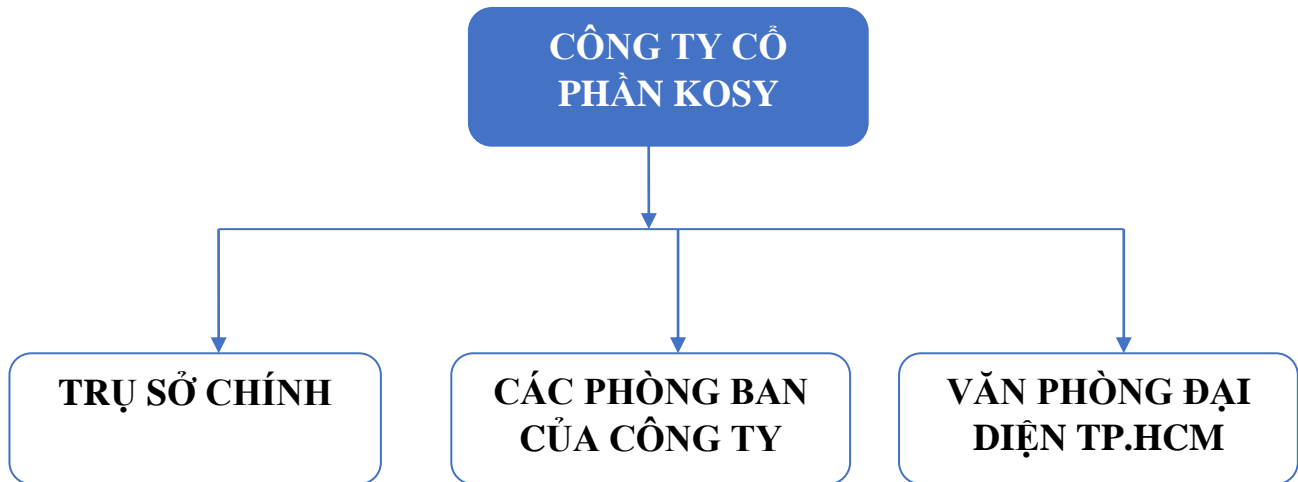 CÔNG TY CỔ
PHẦN KOSY
TRỤ SỞ CHÍNH
CÁC PHÒNG BAN
CỦA CÔNG TY
VĂN PHÒNG ĐẠI
DIỆN TP.HCM